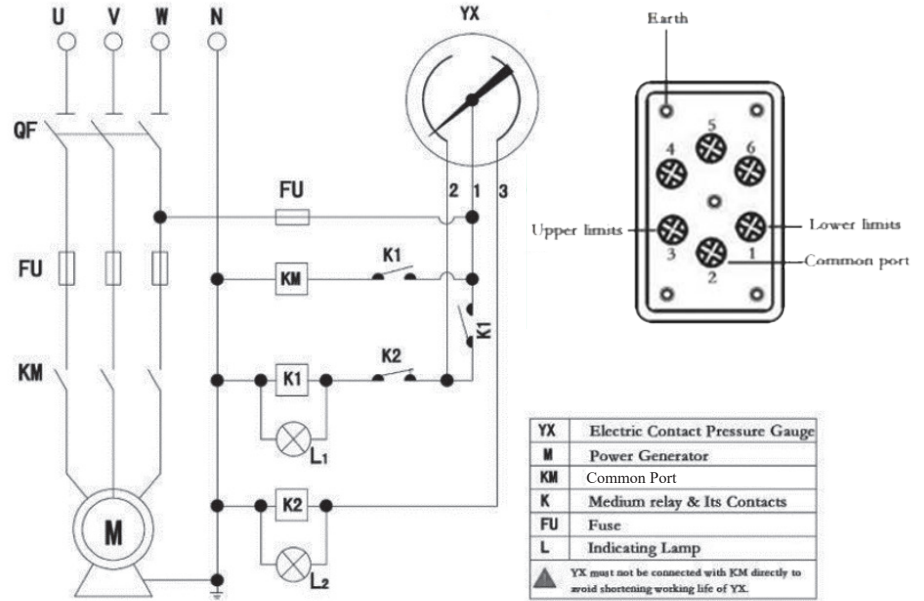 U V W N YX
Earth
QF
5
4 6
FU 2 1 3
Upper limsts Lower limsts
3 1
K1 Common port
2
FU KM
K1
KM K2
K1
L1
YX Electric Contact Pressure Gauge
M Power Generator
KM Common Port
K2 K Medium relay & Its Contacts
M FU Fuse
L2 L Indicating Lamp
YX must not be connected with KM directly to
avoid shortening working life of YX.